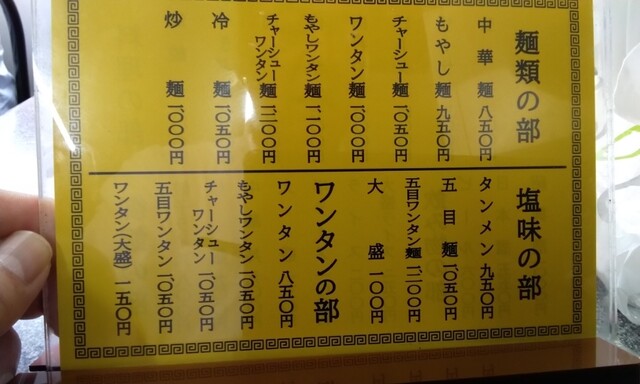 麺類の部
中華麺 八五〇円
もやし麺 九五〇円
チャーシュー麺 一、〇五〇円
ワンタン麺 一、〇〇〇円
もやしワンタン麺 一、一〇〇円
チャーシューワンタン麺 一、二〇〇円
冷麺 一、〇五〇円
炒麺 一、〇〇〇円
塩味の部
タンメン 九五〇円
五目麺 一、〇五〇円
五目ワンタン麺 一、二〇〇円
大盛 一〇〇円
ワンタンの部
ワンタン 八五〇円
もやしワンタン 一、〇五〇円
チャーシューワンタン 一、〇五〇円
五目ワンタン 一、〇五〇円
ワンタン(大盛) 一五〇円